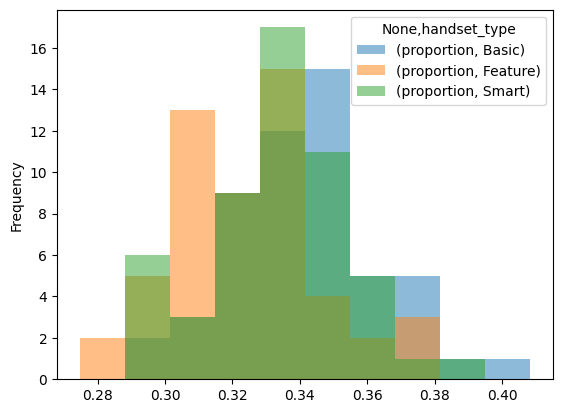 None,handset_type
(proportion, Basic)
(proportion, Feature)
(proportion, Smart)
Frequency
16
14
12
10
8
6
4
2
0
0.28 0.30 0.32 0.34 0.36 0.38 0.40